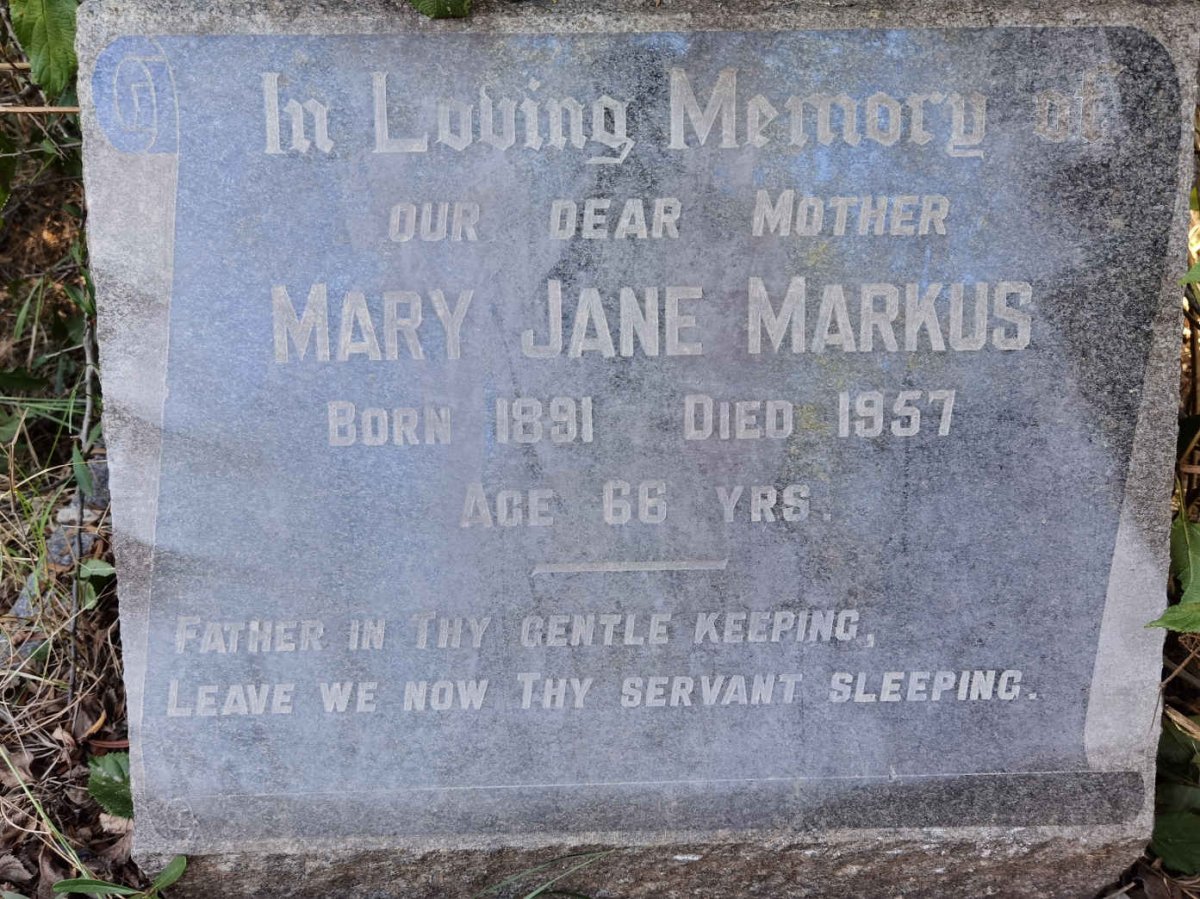 In Loving Memory of
OUR DEAR MOTHER
MARY JANE MARKUS
BORN 1891 DIED 1957
AGE 66 YRS.
FATHER IN THY GENTLE KEEPING,
LEAVE WE NOW THY SERVANT SLEEPING.